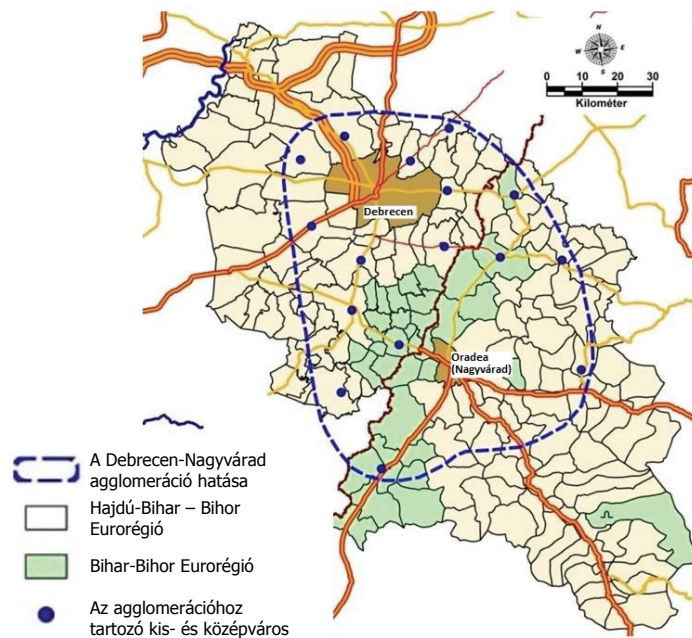 N
W
E
S
0 10 20 30
Kilométer
Debrecen
Oradea
(Nagyvárad)
A Debrecen-Nagyvárad
agglomeráció hatása
Hajdú-Bihar – Bihor
Eurorégió
Bihar-Bihor Eurorégió
Az agglomerációhoz
tartozó kis- és középváros